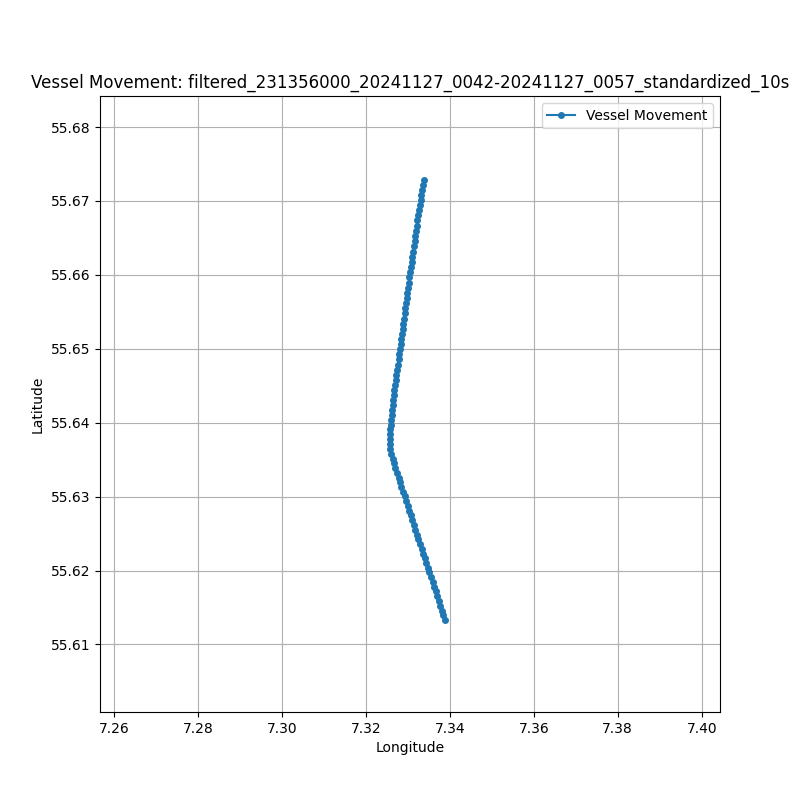 Vessel Movement: filtered_231356000_20241127_0042-20241127_0057_standardized_10s
Vessel Movement
55.68
55.67
55.66
55.65
55.64
55.63
55.62
55.61
Latitude
7.26 7.28 7.30 7.32 7.34 7.36 7.38 7.40
Longitude